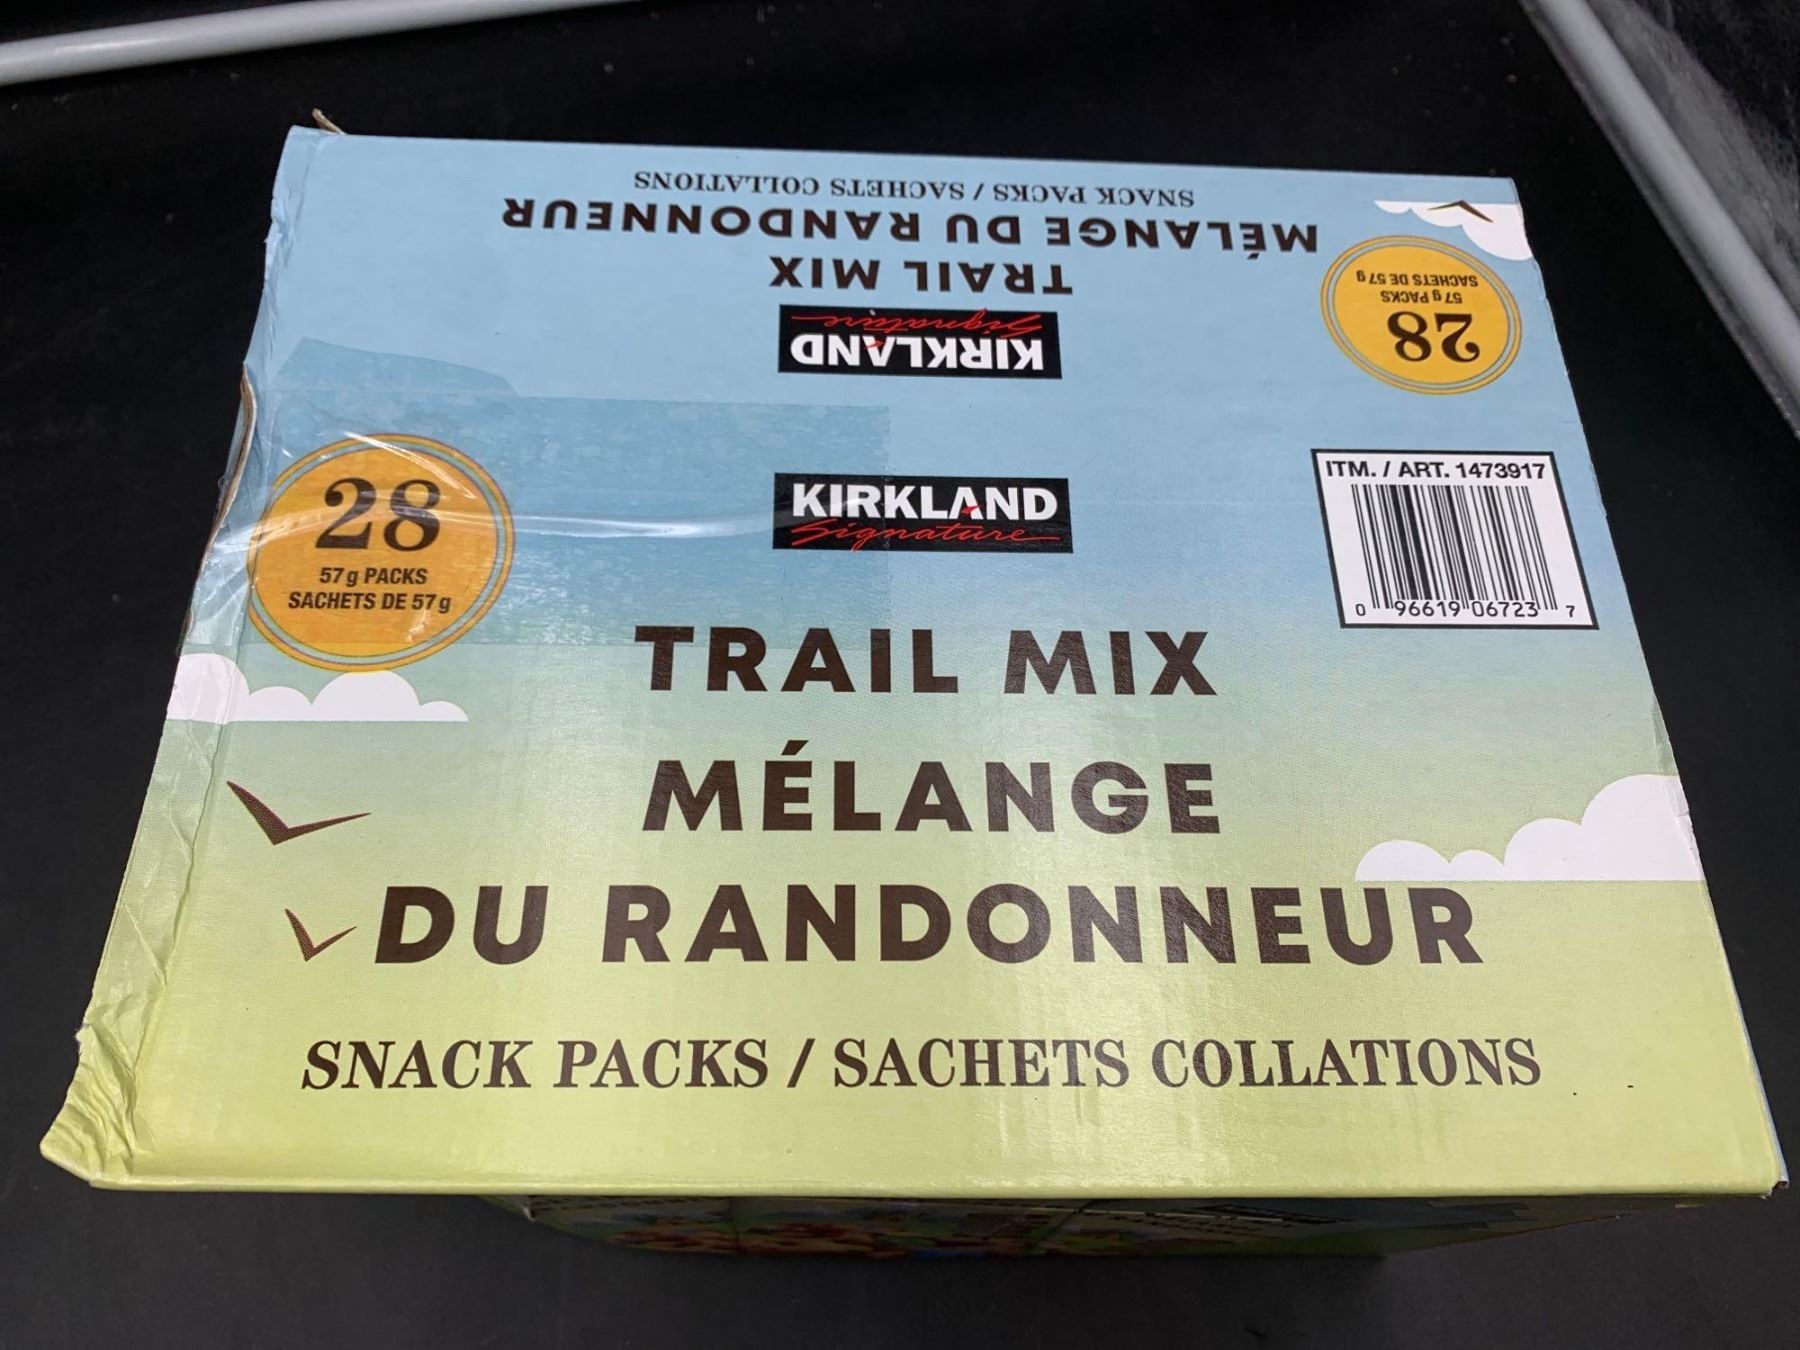 SNACK PACKS / SACHETS COLLATIONS
MÉLANGE DU RANDONNEUR
TRAIL MIX
KIRKLAND
Signature
28
57 g PACKS
SACHETS DE 57 g
28
57 g PACKS
SACHETS DE 57 g
KIRKLAND
Signature
ITM. / ART. 1473917
0 96619 06723 7
TRAIL MIX
MÉLANGE
DU RANDONNEUR
SNACK PACKS / SACHETS COLLATIONS